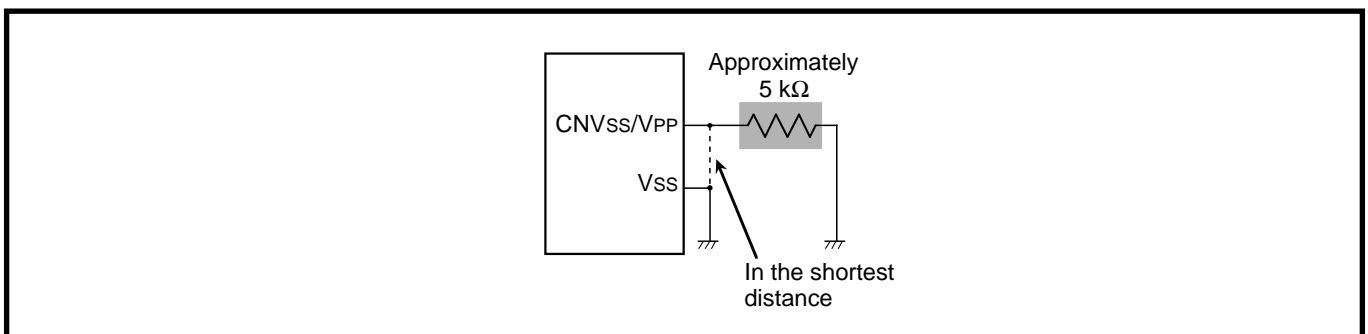 Approximately
5 kΩ
CNVSS/VPP
VSS
In the shortest
distance